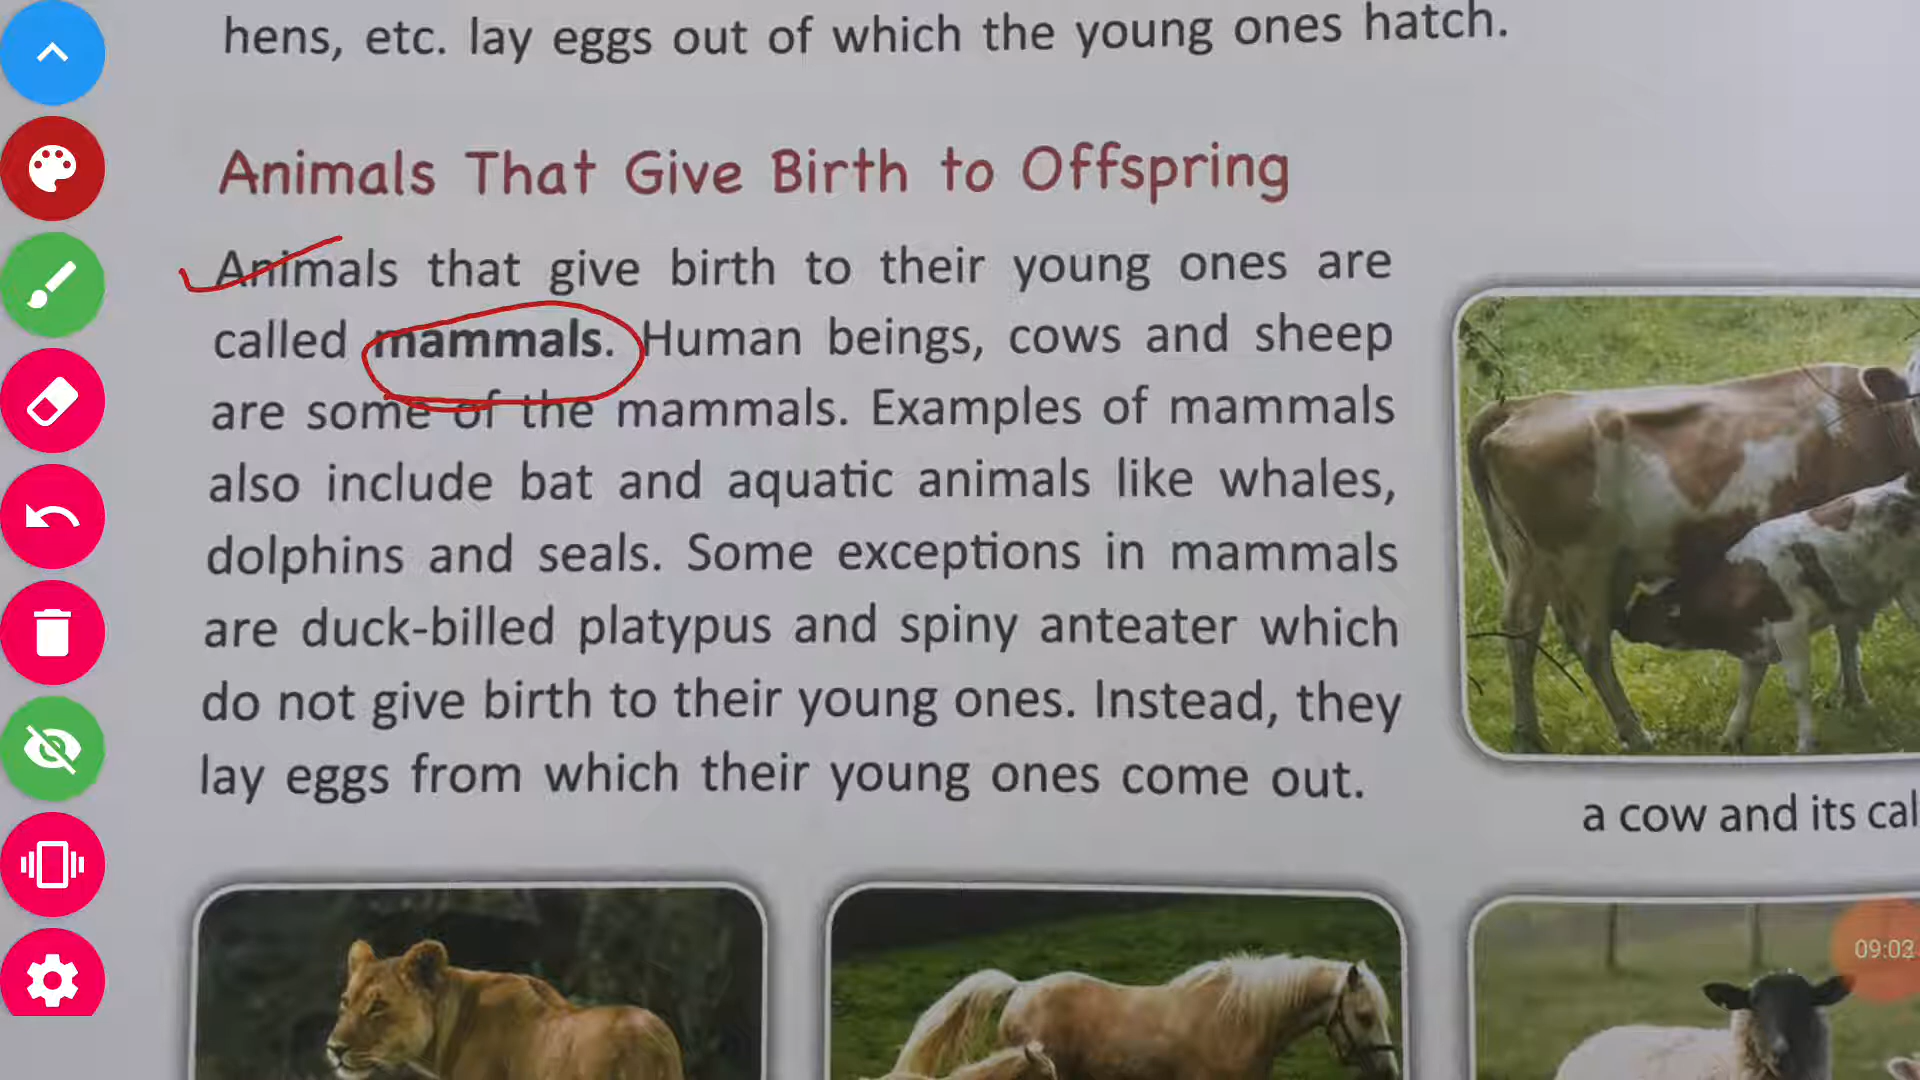 hens, etc. lay eggs out of which the young ones hatch.
Animals That Give Birth to Offspring
Animals that give birth to their young ones are
called mammals. Human beings, cows and sheep
are some of the mammals. Examples of mammals
also include bat and aquatic animals like whales,
dolphins and seals. Some exceptions in mammals
are duck-billed platypus and spiny anteater which
do not give birth to their young ones. Instead, they
lay eggs from which their young ones come out.
a cow and its cal
09:03